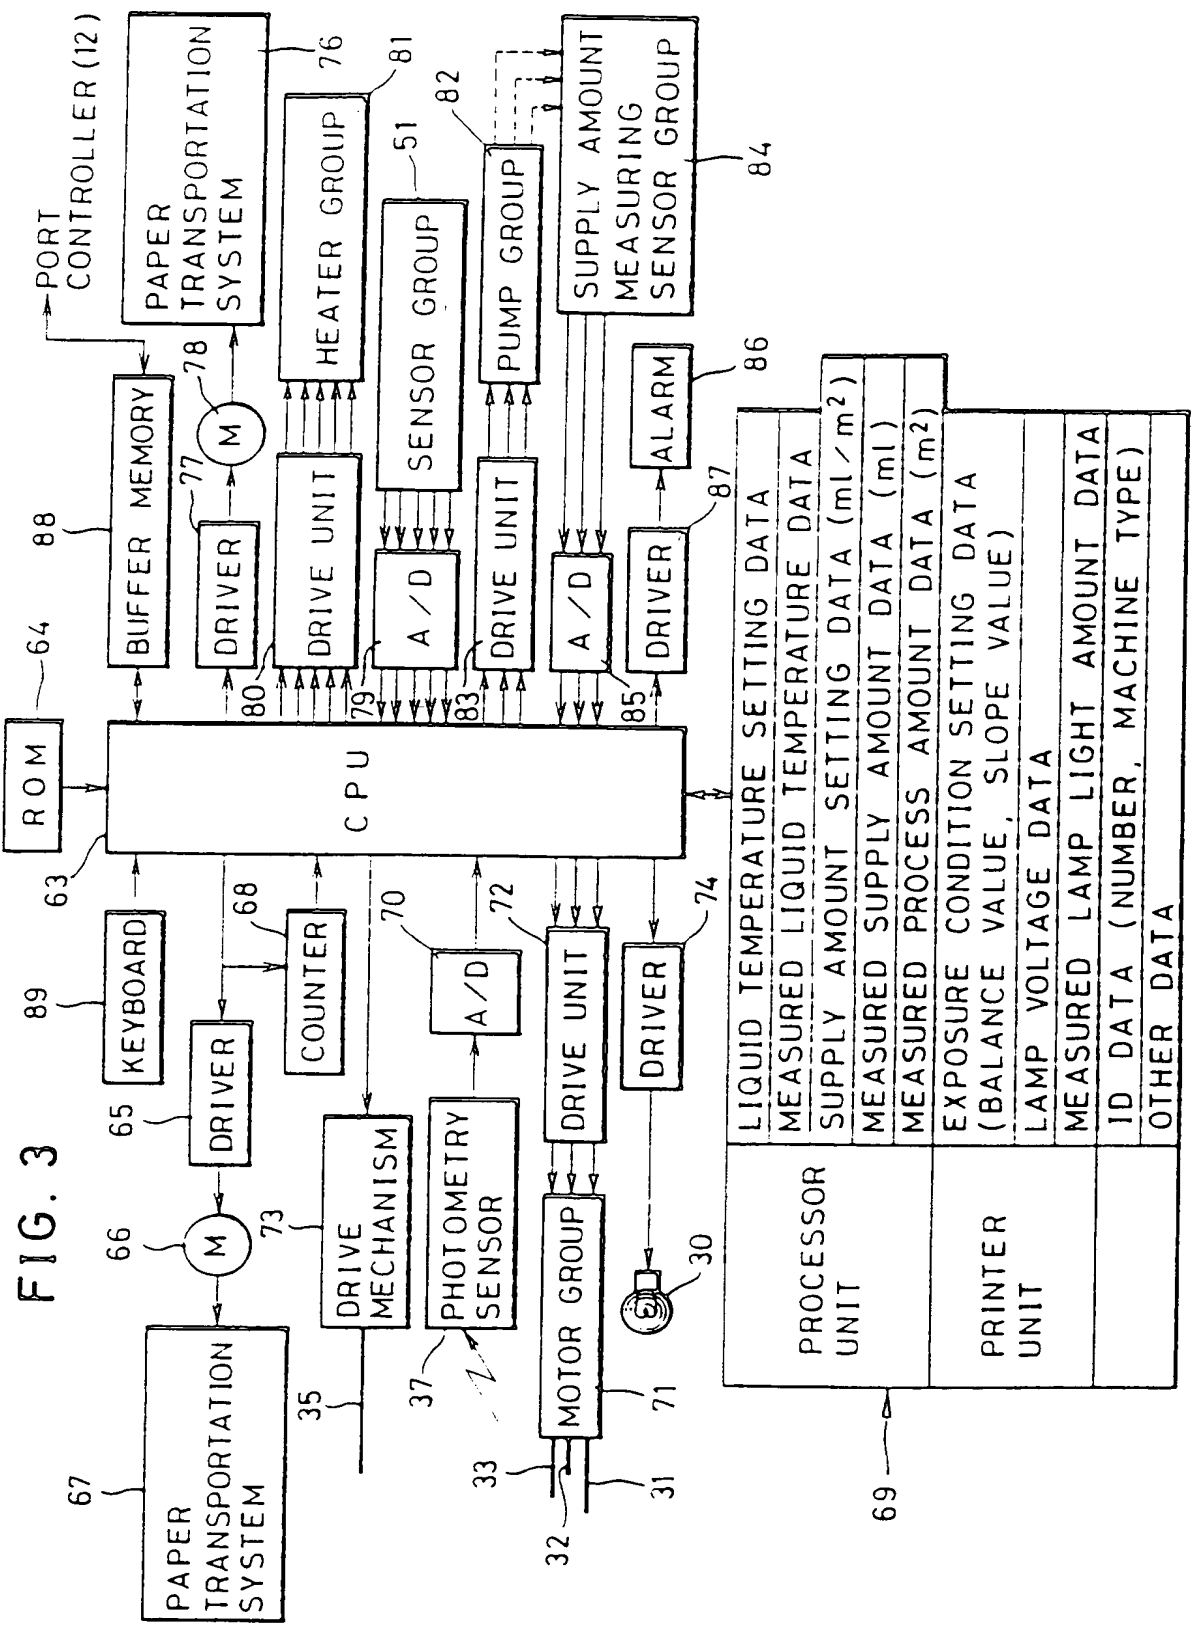 FIG. 3
67
PAPER
TRANSPORTATION
SYSTEM
66
M
65
DRIVER
89
KEYBOARD
68
COUNTER
73
DRIVE
MECHANISM
35
37
PHOTOMETRY
SENSOR
70
A/D
33
32
31
MOTOR GROUP
71
72
DRIVE UNIT
30
DRIVER
74
63
ROM
64
CPU
88
BUFFER MEMORY
PORT
CONTROLLER(12)
77
DRIVER
78
M
PAPER
TRANSPORTATION
SYSTEM
76
80
DRIVE UNIT
HEATER GROUP
81
79
A/D
SENSOR GROUP
51
83
DRIVE UNIT
PUMP GROUP
82
85
A/D
SUPPLY AMOUNT
MEASURING
SENSOR GROUP
84
DRIVER
87
ALARM
86
69
PROCESSOR
UNIT
LIQUID TEMPERATURE SETTING DATA
MEASURED LIQUID TEMPERATURE DATA
SUPPLY AMOUNT SETTING DATA (ml/m²)
MEASURED SUPPLY AMOUNT DATA (ml)
MEASURED PROCESS AMOUNT DATA (m²)
PRINTER
UNIT
EXPOSURE CONDITION SETTING DATA
(BALANCE VALUE, SLOPE VALUE)
LAMP VOLTAGE DATA
MEASURED LAMP LIGHT AMOUNT DATA
ID DATA (NUMBER, MACHINE TYPE)
OTHER DATA